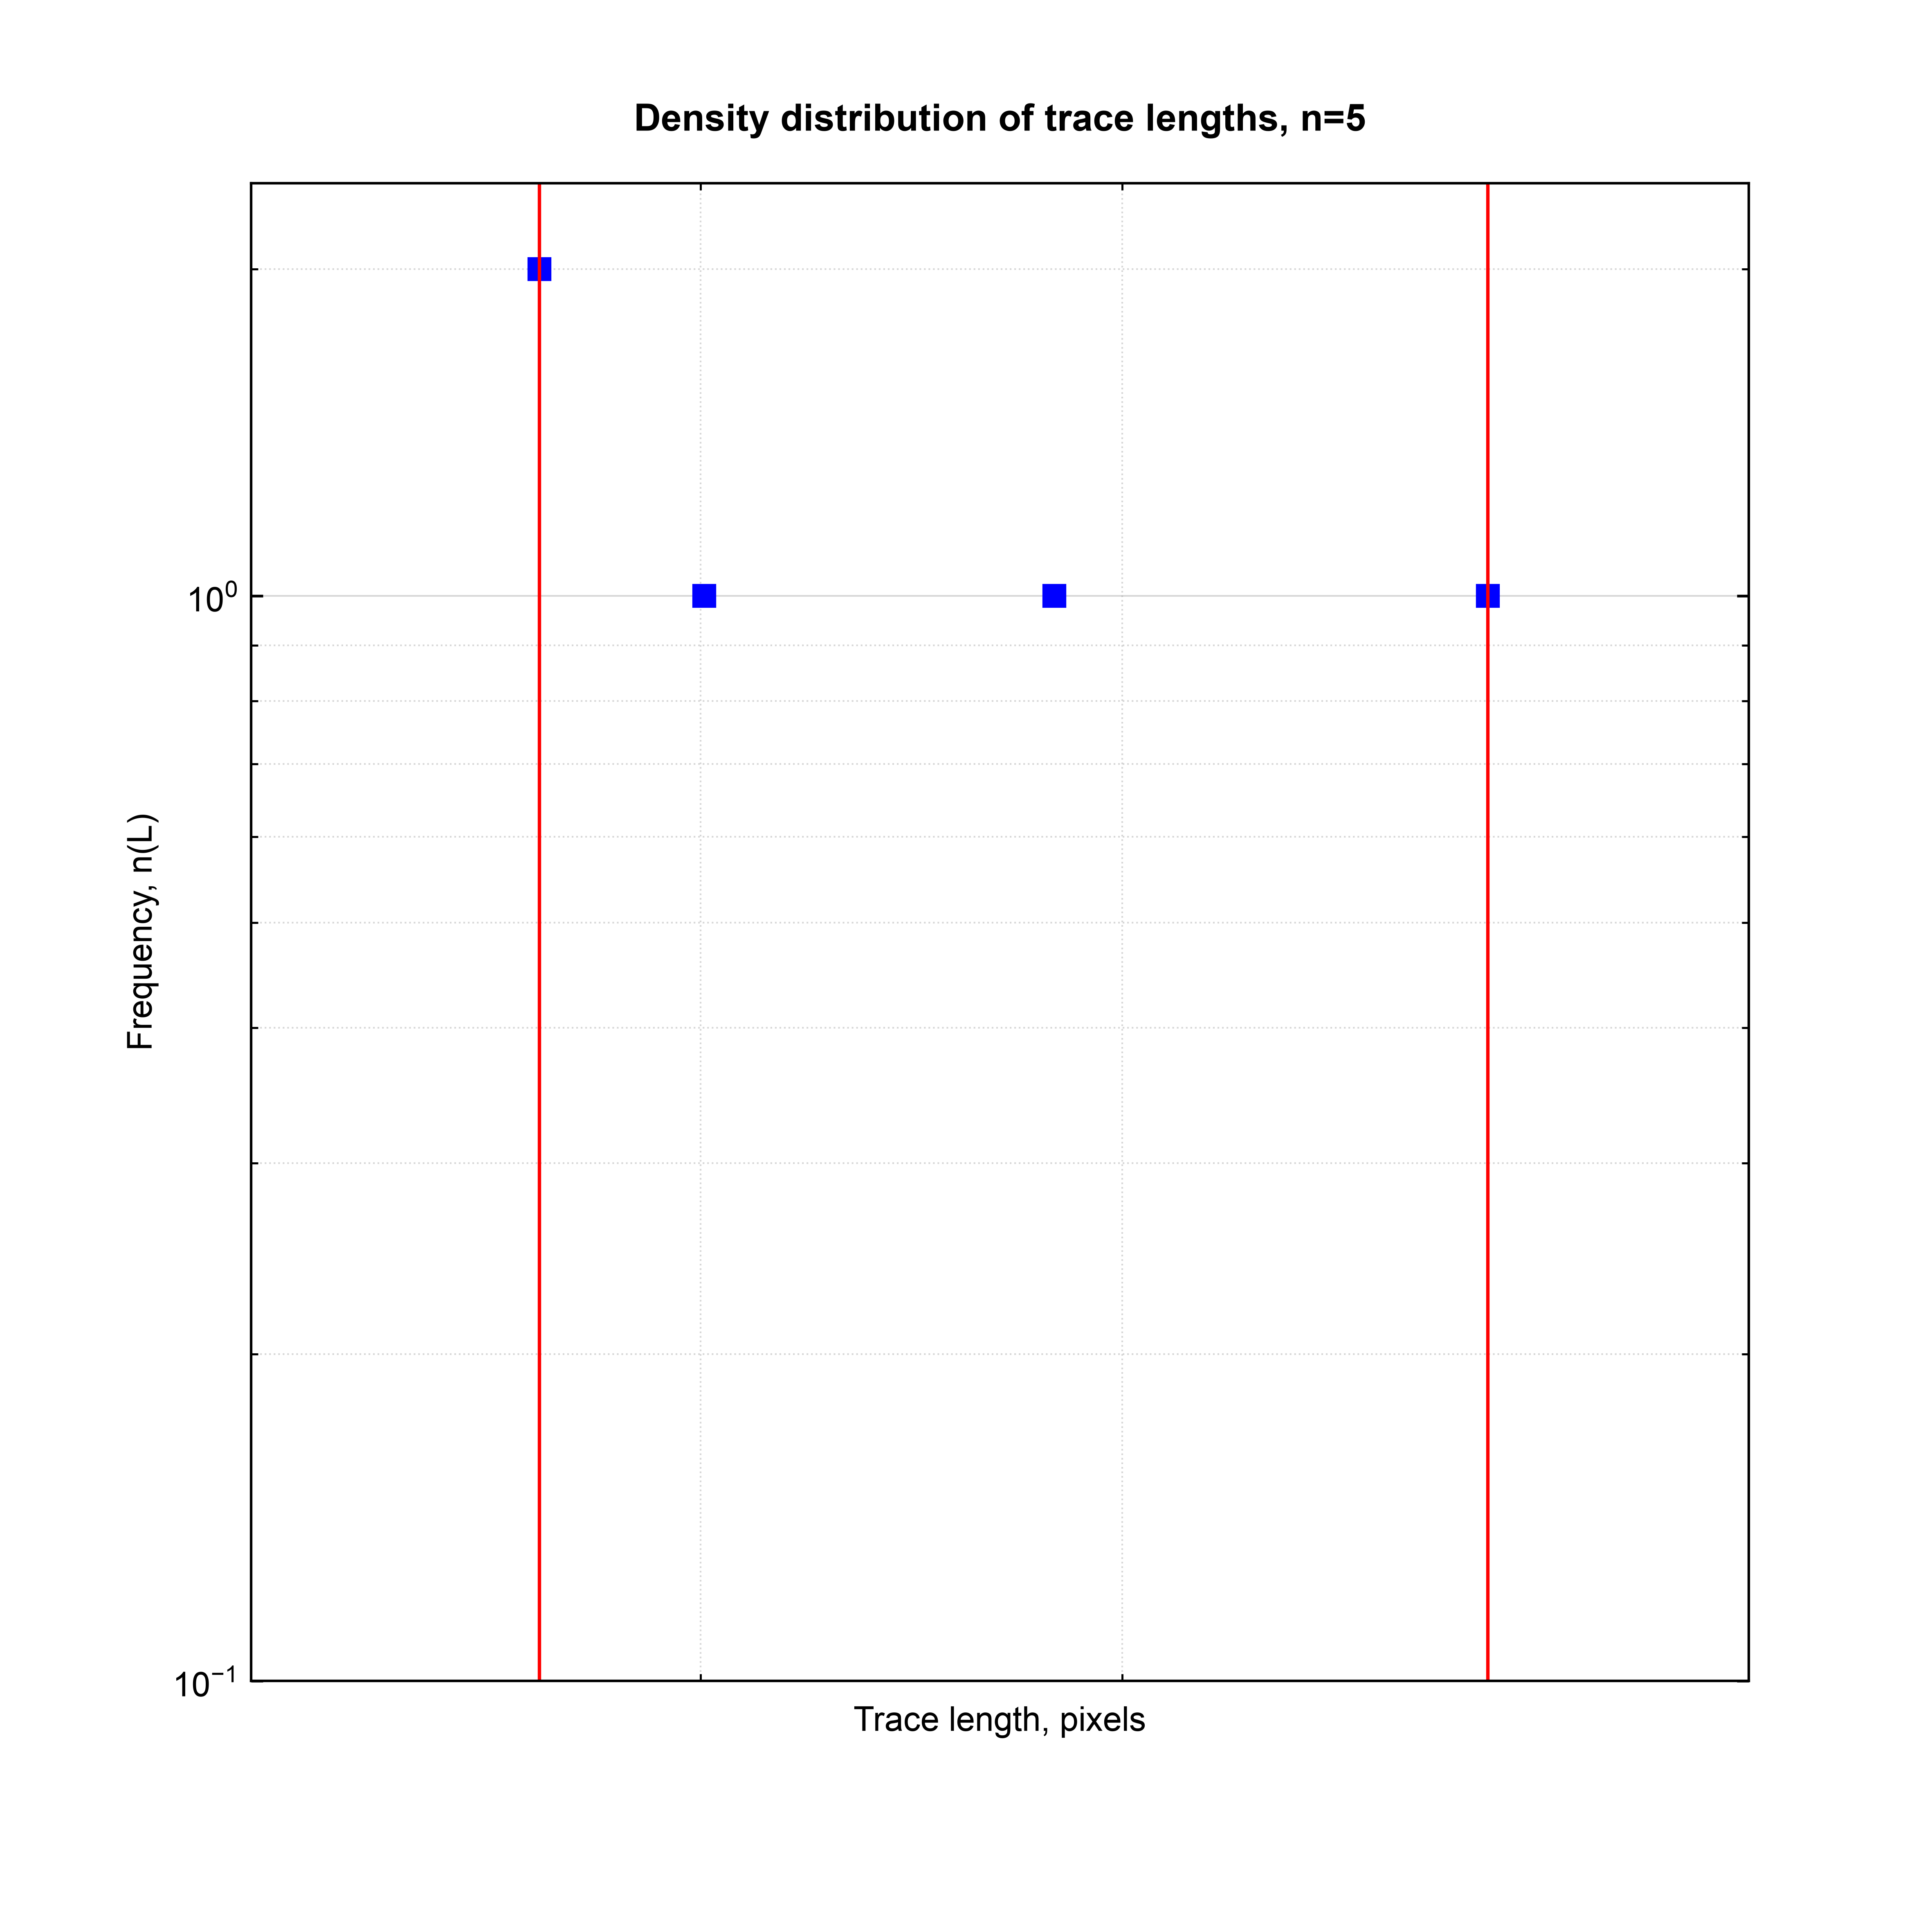 Density distribution of trace lengths, n=5
10⁰
Frequency, n(L)
10⁻¹
Trace length, pixels